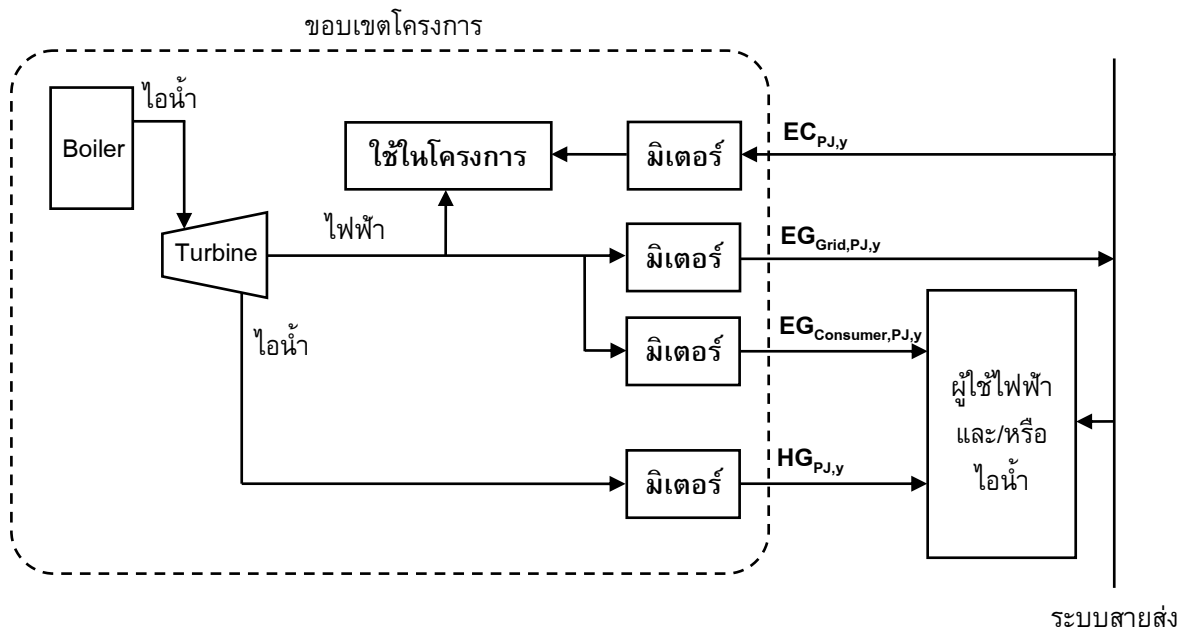 ขอบเขตโครงการ
ไอน้ำ
Boiler
ใช้ในโครงการ
มิเตอร์
EC_PJ,y
ไฟฟ้า
Turbine
มิเตอร์
EG_Grid,PJ,y
ไอน้ำ
มิเตอร์
EG_Consumer,PJ,y
ผู้ใช้ไฟฟ้า
และ/หรือ
ไอน้ำ
มิเตอร์
HG_PJ,y
ระบบสายส่ง